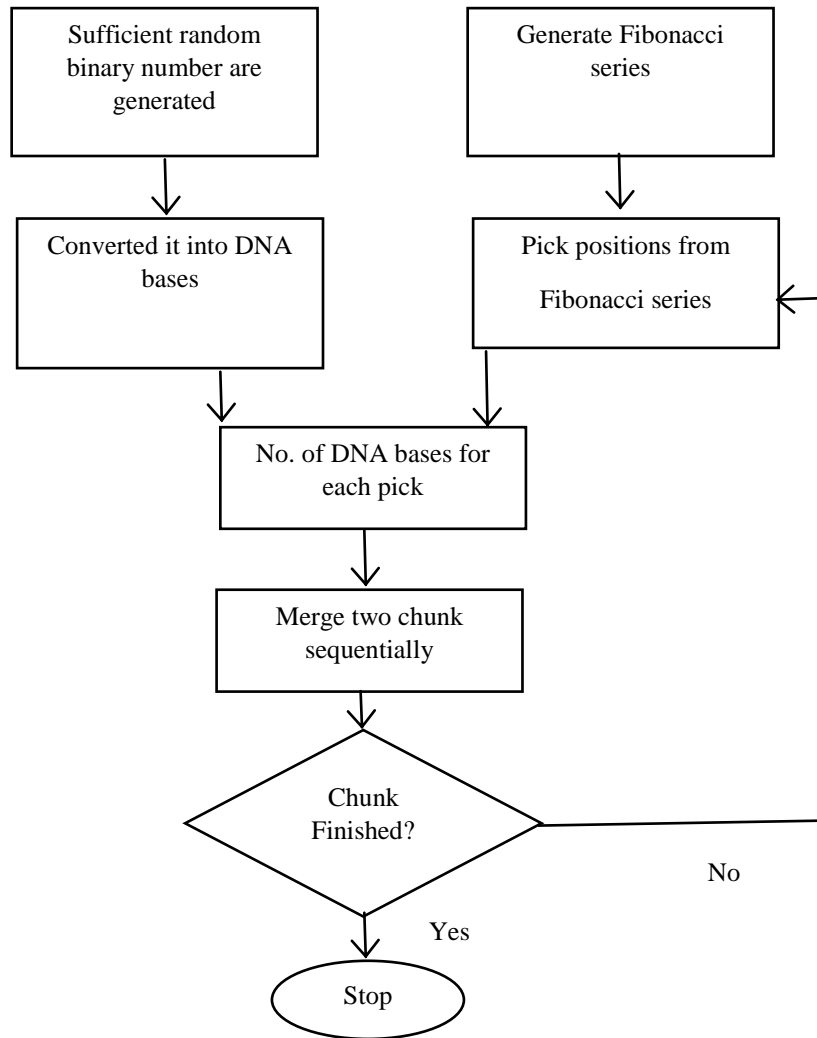 Sufficient random
binary number are
generated
Generate Fibonacci
series
Converted it into DNA
bases
Pick positions from
Fibonacci series
No. of DNA bases for
each pick
Merge two chunk
sequentially
Chunk
Finished?
No
Yes
Stop